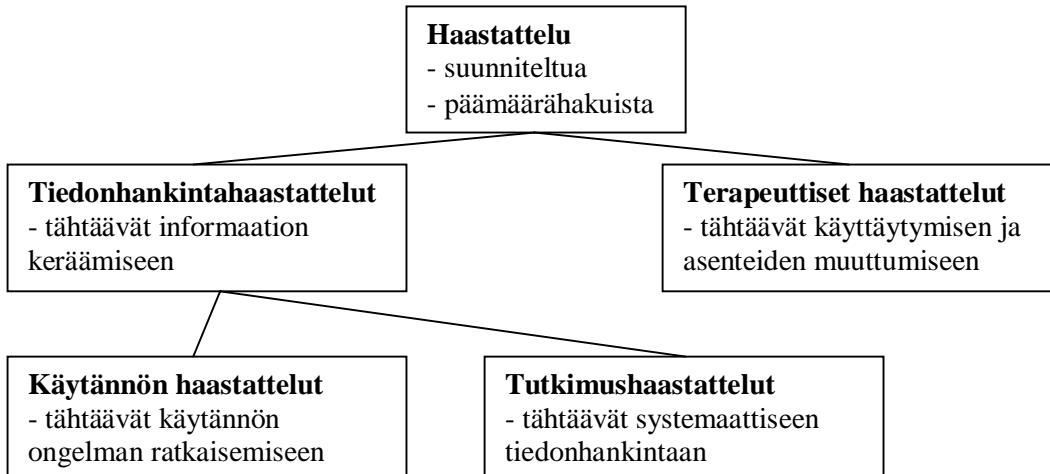 Haastattelu
- suunniteltua
- päämäärähakuista
Tiedonhankintahaastattelut
- tähtäävät informaation
keräämiseen
Terapeuttiset haastattelut
- tähtäävät käyttäytymisen ja
asenteiden muuttumiseen
Käytännön haastattelut
- tähtäävät käytännön
ongelman ratkaisemiseen
Tutkimushaastattelut
- tähtäävät systemaattiseen
tiedonhankintaan